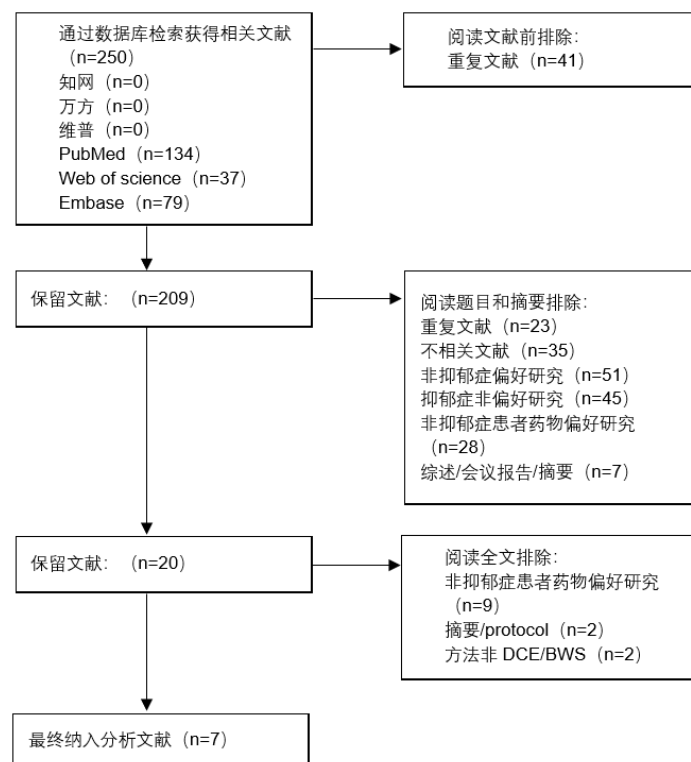 通过数据库检索获得相关文献
（n=250）
知网（n=0）
万方（n=0）
维普（n=0）
PubMed（n=134）
Web of science（n=37）
Embase（n=79）
阅读文献前排除：
重复文献（n=41）
保留文献：（n=209）
阅读题目和摘要排除：
重复文献（n=23）
不相关文献（n=35）
非抑郁症偏好研究（n=51）
抑郁症非偏好研究（n=45）
非抑郁症患者药物偏好研究
（n=28）
综述/会议报告/摘要（n=7）
保留文献：（n=20）
阅读全文排除：
非抑郁症患者药物偏好研究
（n=9）
摘要/protocol（n=2）
方法非 DCE/BWS（n=2）
最终纳入分析文献（n=7）